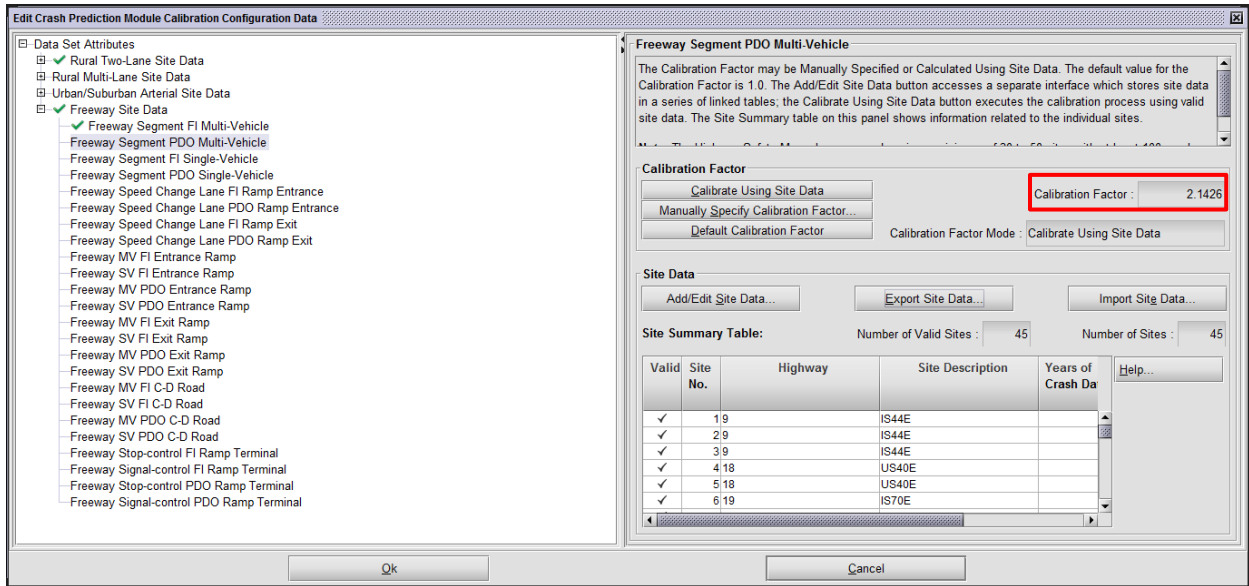 Edit Crash Prediction Module Calibration Configuration Data
Data Set Attributes
Rural Two-Lane Site Data
Rural Multi-Lane Site Data
Urban/Suburban Arterial Site Data
Freeway Site Data
Freeway Segment FI Multi-Vehicle
Freeway Segment PDO Multi-Vehicle
Freeway Segment FI Single-Vehicle
Freeway Segment PDO Single-Vehicle
Freeway Speed Change Lane FI Ramp Entrance
Freeway Speed Change Lane PDO Ramp Entrance
Freeway Speed Change Lane FI Ramp Exit
Freeway Speed Change Lane PDO Ramp Exit
Freeway MV FI Entrance Ramp
Freeway SV FI Entrance Ramp
Freeway MV PDO Entrance Ramp
Freeway SV PDO Entrance Ramp
Freeway MV FI Exit Ramp
Freeway SV FI Exit Ramp
Freeway MV PDO Exit Ramp
Freeway SV PDO Exit Ramp
Freeway MV FI C-D Road
Freeway SV FI C-D Road
Freeway MV PDO C-D Road
Freeway SV PDO C-D Road
Freeway Stop-control FI Ramp Terminal
Freeway Signal-control FI Ramp Terminal
Freeway Stop-control PDO Ramp Terminal
Freeway Signal-control PDO Ramp Terminal
Freeway Segment PDO Multi-Vehicle
The Calibration Factor may be Manually Specified or Calculated Using Site Data. The default value for the
Calibration Factor is 1.0. The Add/Edit Site Data button accesses a separate interface which stores site data
in a series of linked tables; the Calibrate Using Site Data button executes the calibration process using valid
site data. The Site Summary table on this panel shows information related to the individual sites.
Calibration Factor
Calibrate Using Site Data
Calibration Factor : 2.1426
Manually Specify Calibration Factor...
Default Calibration Factor
Calibration Factor Mode : Calibrate Using Site Data
Site Data
Add/Edit Site Data... Export Site Data... Import Site Data...
Site Summary Table: Number of Valid Sites : 45 Number of Sites : 45
Valid Site No. Highway Site Description Years of Crash Da Help...
1 9 IS44E
2 9 IS44E
3 9 IS44E
4 18 US40E
5 18 US40E
6 19 IS70E
Ok Cancel